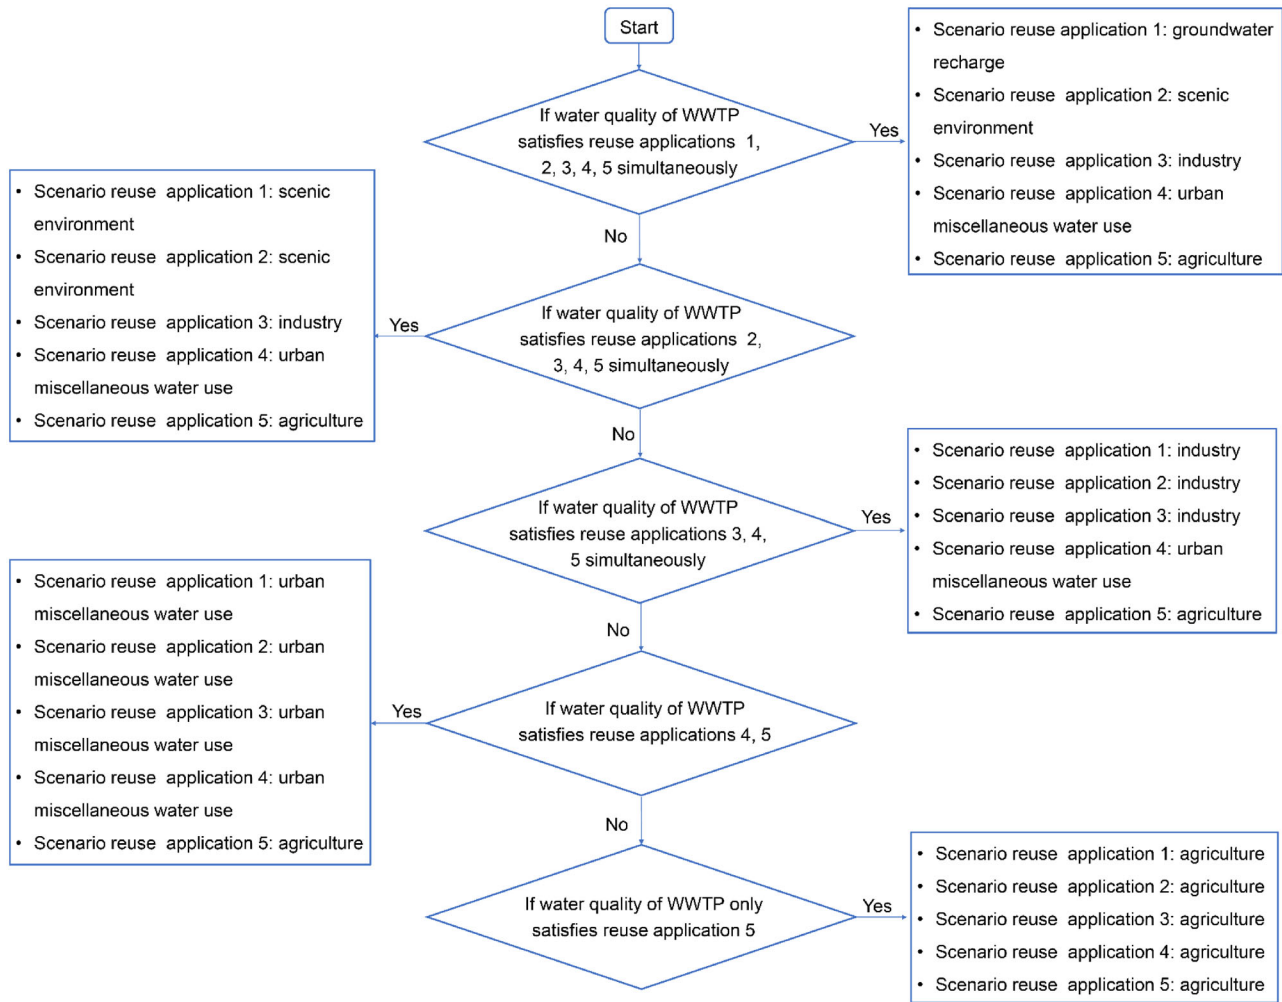 Start
If water quality of WWTP
satisfies reuse applications 1,
2, 3, 4, 5 simultaneously
Yes
• Scenario reuse application 1: groundwater
recharge
• Scenario reuse application 2: scenic
environment
• Scenario reuse application 3: industry
• Scenario reuse application 4: urban
miscellaneous water use
• Scenario reuse application 5: agriculture
No
If water quality of WWTP
satisfies reuse applications 2,
3, 4, 5 simultaneously
Yes
• Scenario reuse application 1: scenic
environment
• Scenario reuse application 2: scenic
environment
• Scenario reuse application 3: industry
• Scenario reuse application 4: urban
miscellaneous water use
• Scenario reuse application 5: agriculture
No
If water quality of WWTP
satisfies reuse applications 3, 4,
5 simultaneously
Yes
• Scenario reuse application 1: industry
• Scenario reuse application 2: industry
• Scenario reuse application 3: industry
• Scenario reuse application 4: urban
miscellaneous water use
• Scenario reuse application 5: agriculture
No
If water quality of WWTP
satisfies reuse applications 4, 5
Yes
• Scenario reuse application 1: urban
miscellaneous water use
• Scenario reuse application 2: urban
miscellaneous water use
• Scenario reuse application 3: urban
miscellaneous water use
• Scenario reuse application 4: urban
miscellaneous water use
• Scenario reuse application 5: agriculture
No
If water quality of WWTP only
satisfies reuse application 5
Yes
• Scenario reuse application 1: agriculture
• Scenario reuse application 2: agriculture
• Scenario reuse application 3: agriculture
• Scenario reuse application 4: agriculture
• Scenario reuse application 5: agriculture